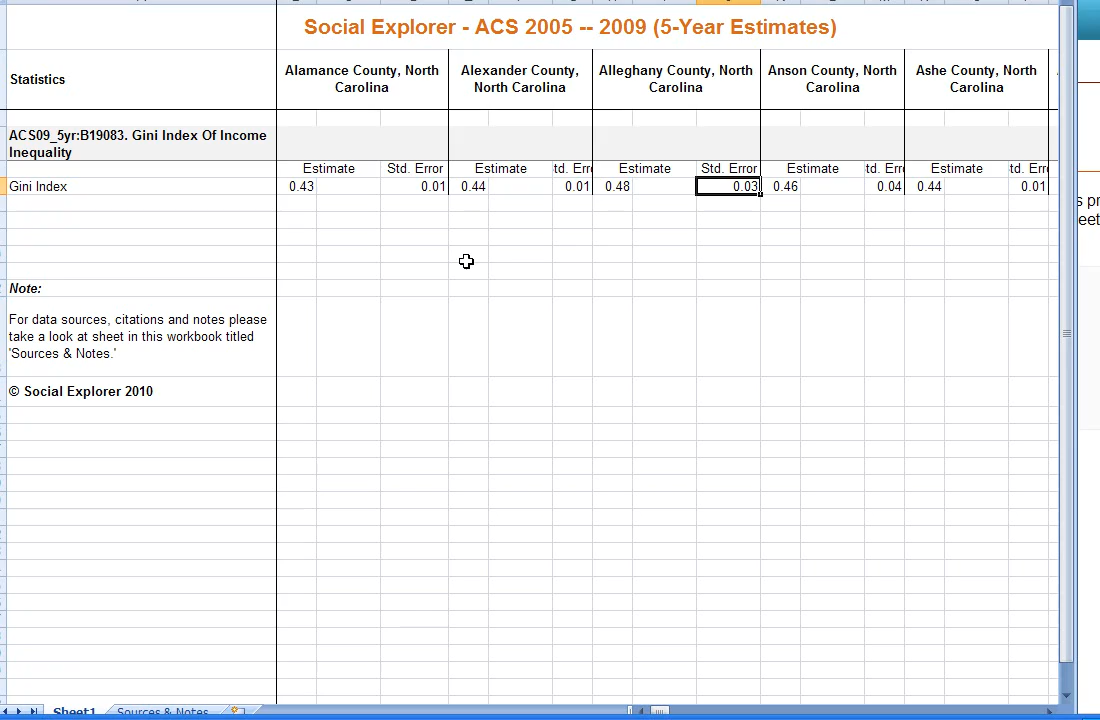 Social Explorer - ACS 2005 -- 2009 (5-Year Estimates)
Statistics
Alamance County, North
Carolina
Alexander County,
North Carolina
Alleghany County, North
Carolina
Anson County, North
Carolina
Ashe County, North
Carolina
ACS09_5yr:B19083. Gini Index Of Income
Inequality
Estimate Std. Error Estimate td. Err Estimate Std. Error Estimate td. Err Estimate td. Err
Gini Index 0.43 0.01 0.44 0.01 0.48 0.03 0.46 0.04 0.44 0.01
Note:
For data sources, citations and notes please
take a look at sheet in this workbook titled
'Sources & Notes.'
© Social Explorer 2010
s pr
eet
Sheet1 Sources & Notes